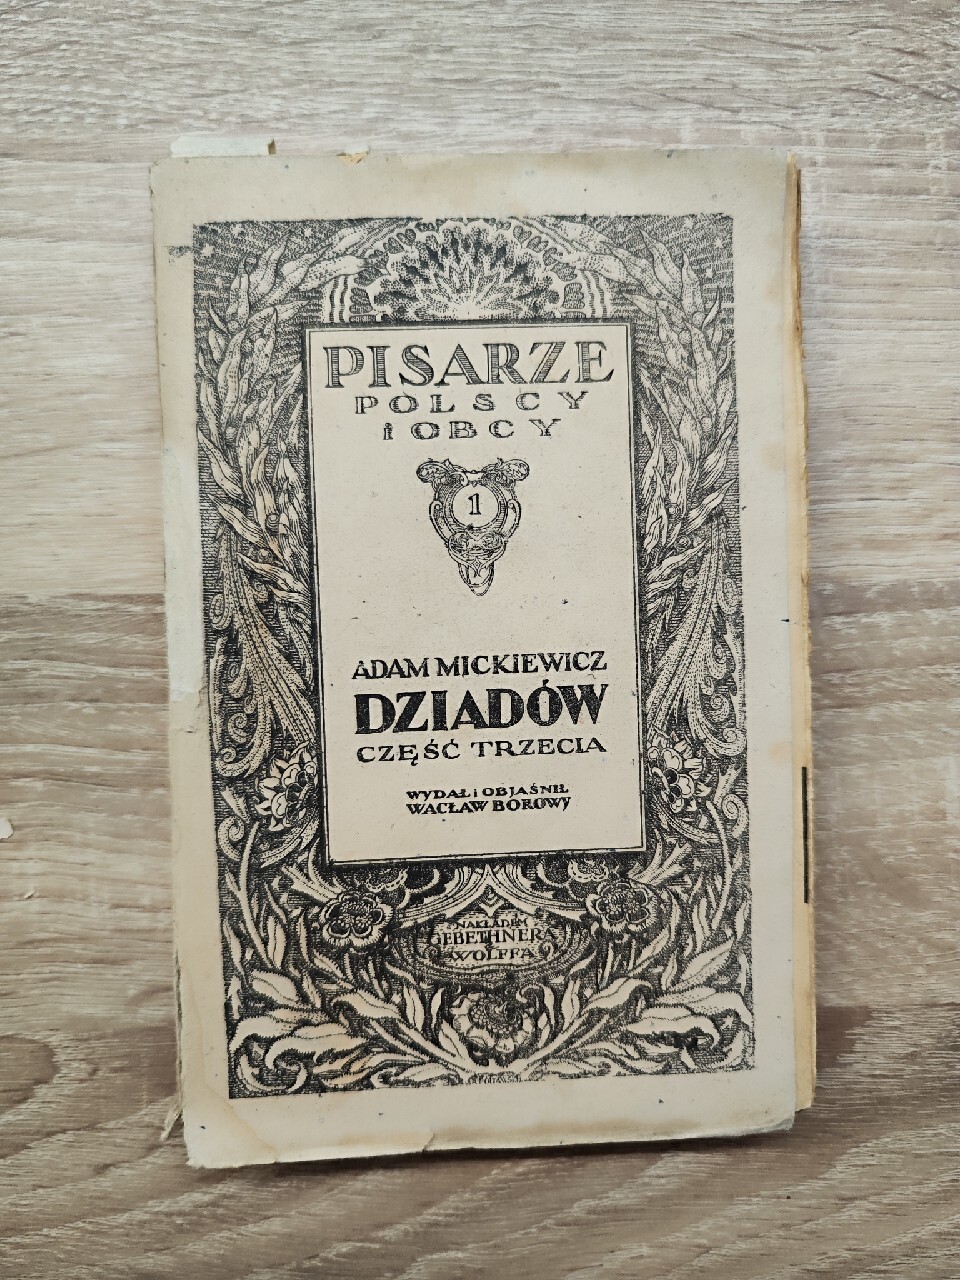 PISARZE
POLSCY
i OBCY
1
ADAM MICKIEWICZ
DZIADÓW
CZĘŚĆ TRZECIA
WYDAŁ i OBJAŚNIŁ
WACŁAW BOROWY
NAKŁADEM
GEBETHNERA
WOLFFA